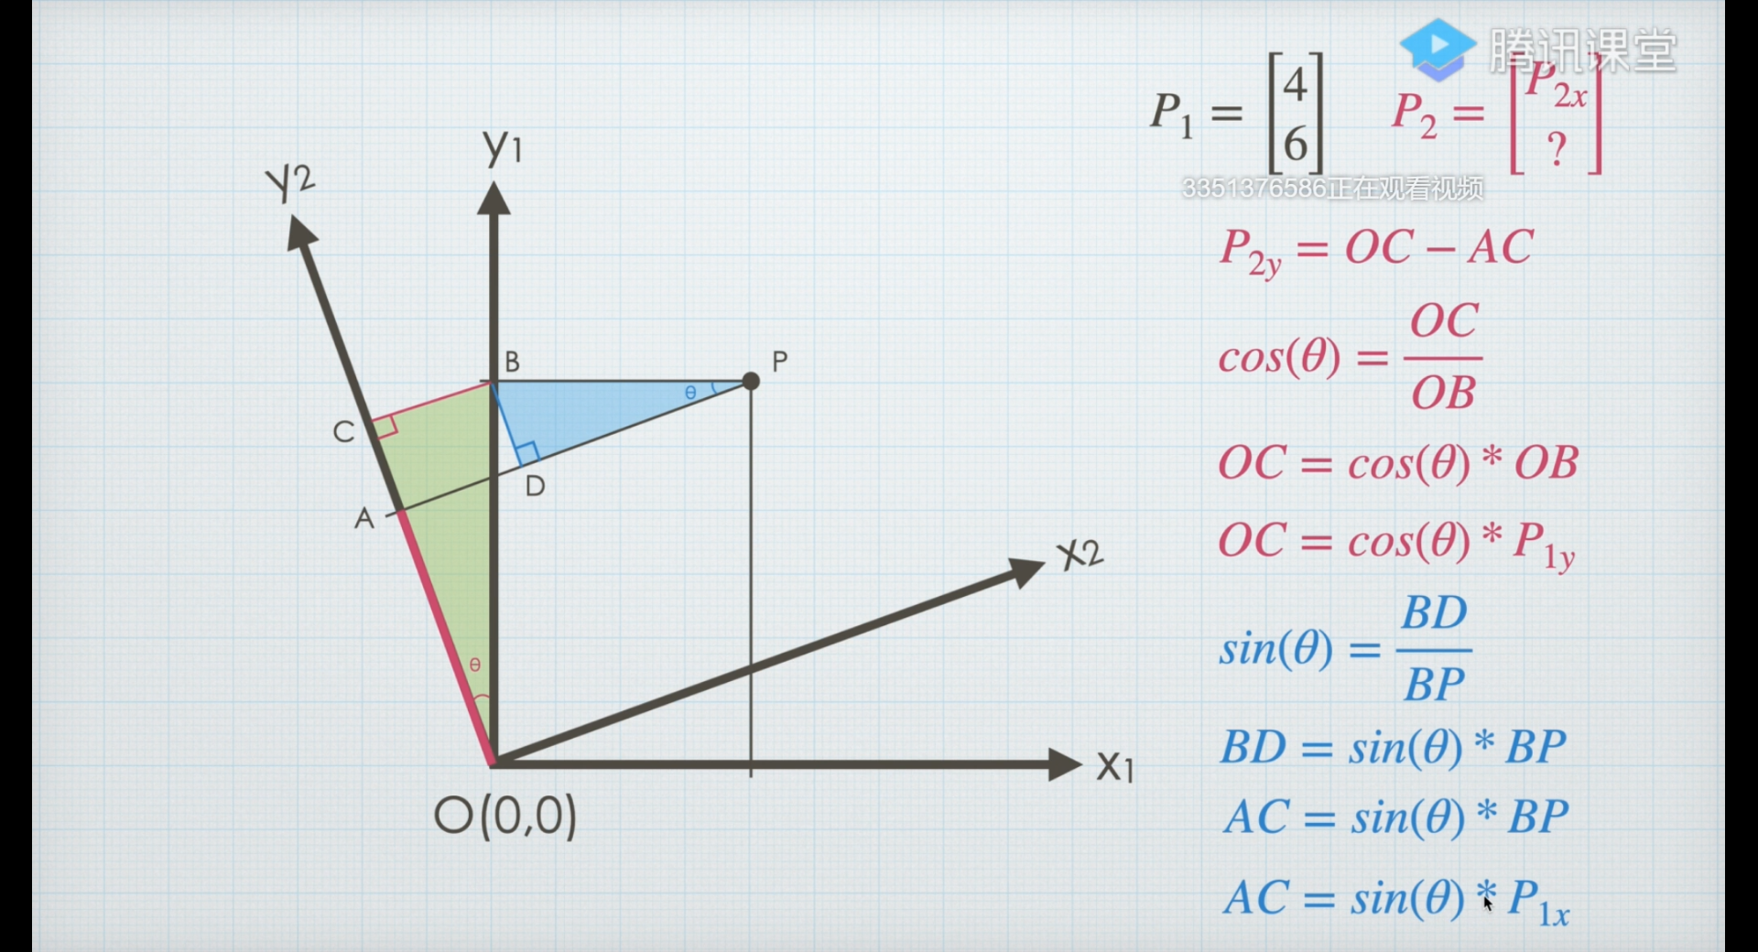 腾讯课堂
P₁ = [4 6] P₂ = [P₂ₓ ?]
3351376586正在观看视频
y₁
y₂
P₂y = OC − AC
cos(θ) = OC / OB
B
P
θ
C
OC = cos(θ) * OB
D
A
OC = cos(θ) * P₁y
x₂
sin(θ) = BD / BP
θ
BD = sin(θ) * BP
x₁
O(0,0)
AC = sin(θ) * BP
AC = sin(θ) * P₁ₓ